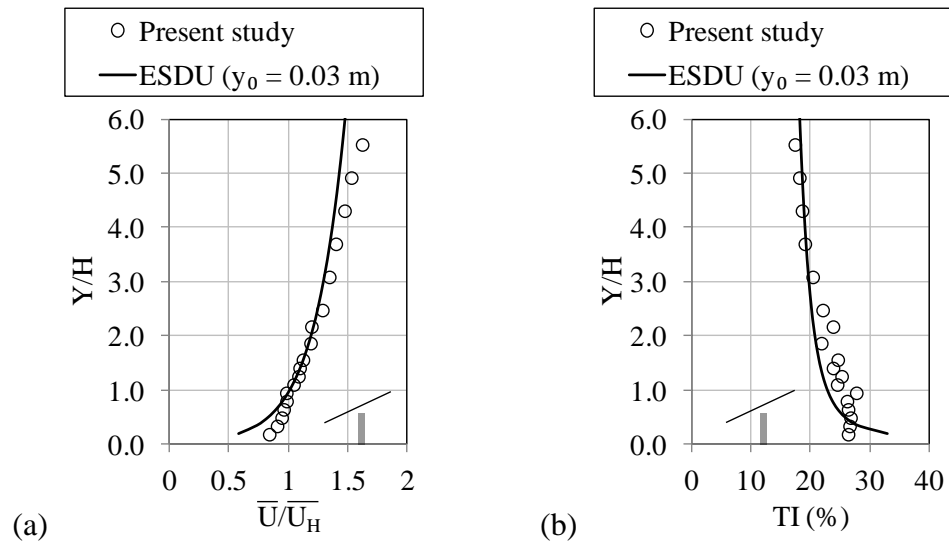 Present study
ESDU (y₀ = 0.03 m)
6.0
5.0
4.0
3.0
2.0
1.0
0.0
Y/H
0 0.5 1 1.5 2
U̅/U̅_H
(a)
Present study
ESDU (y₀ = 0.03 m)
6.0
5.0
4.0
3.0
2.0
1.0
0.0
Y/H
0 10 20 30 40
TI (%)
(b)